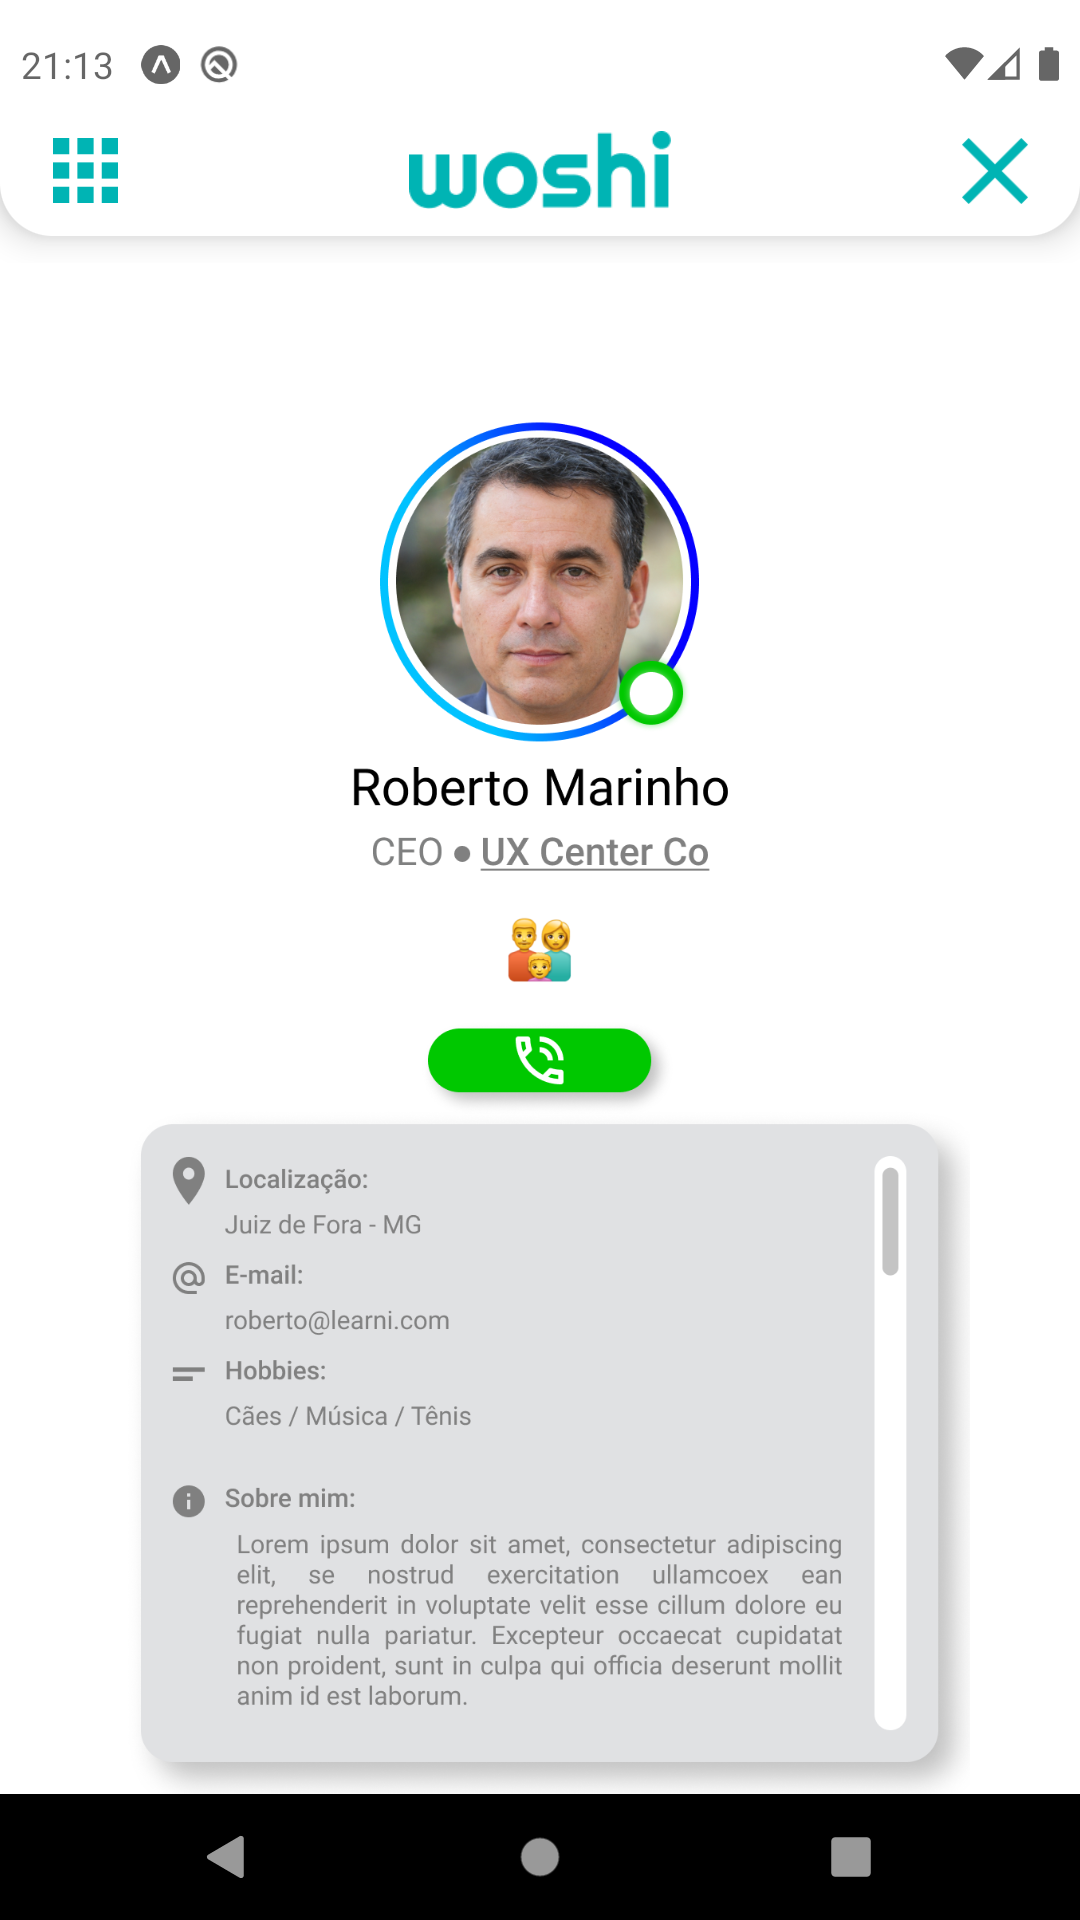 21:13
woshi
Roberto Marinho
CEO ● UX Center Co
Localização:
Juiz de Fora - MG
E-mail:
roberto@learni.com
Hobbies:
Cães / Música / Tênis
Sobre mim:
Lorem ipsum dolor sit amet, consectetur adipiscing
elit, se nostrud exercitation ullamcoex ean
reprehenderit in voluptate velit esse cillum dolore eu
fugiat nulla pariatur. Excepteur occaecat cupidatat
non proident, sunt in culpa qui officia deserunt mollit
anim id est laborum.